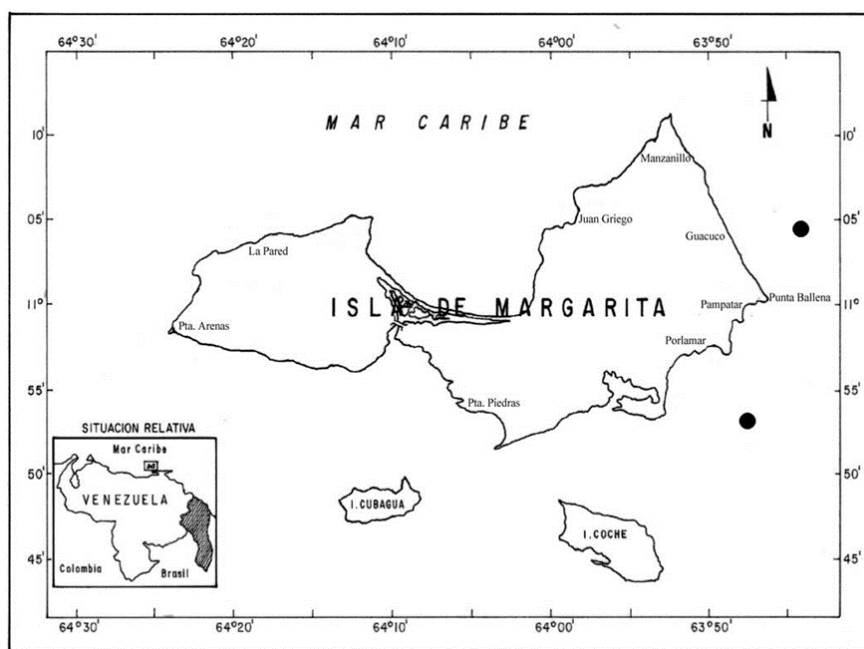 64°30' 64°20' 64°10' 64°00' 63°50'
N
MAR CARIBE
10' 10'
Manzanillo
05' 05'
Juan Griego
Guacuco
La Pared
11° 11°
ISLA DE MARGARITA
Pampatar
Punta Ballena
Pta. Arenas
Porlamar
55' 55'
Pta. Piedras
SITUACION RELATIVA
Mar Caribe
VENEZUELA
Colombia
Brasil
50' 50'
I. CUBAGUA
I. COCHE
45' 45'
64°30' 64°20' 64°10' 64°00' 63°50'